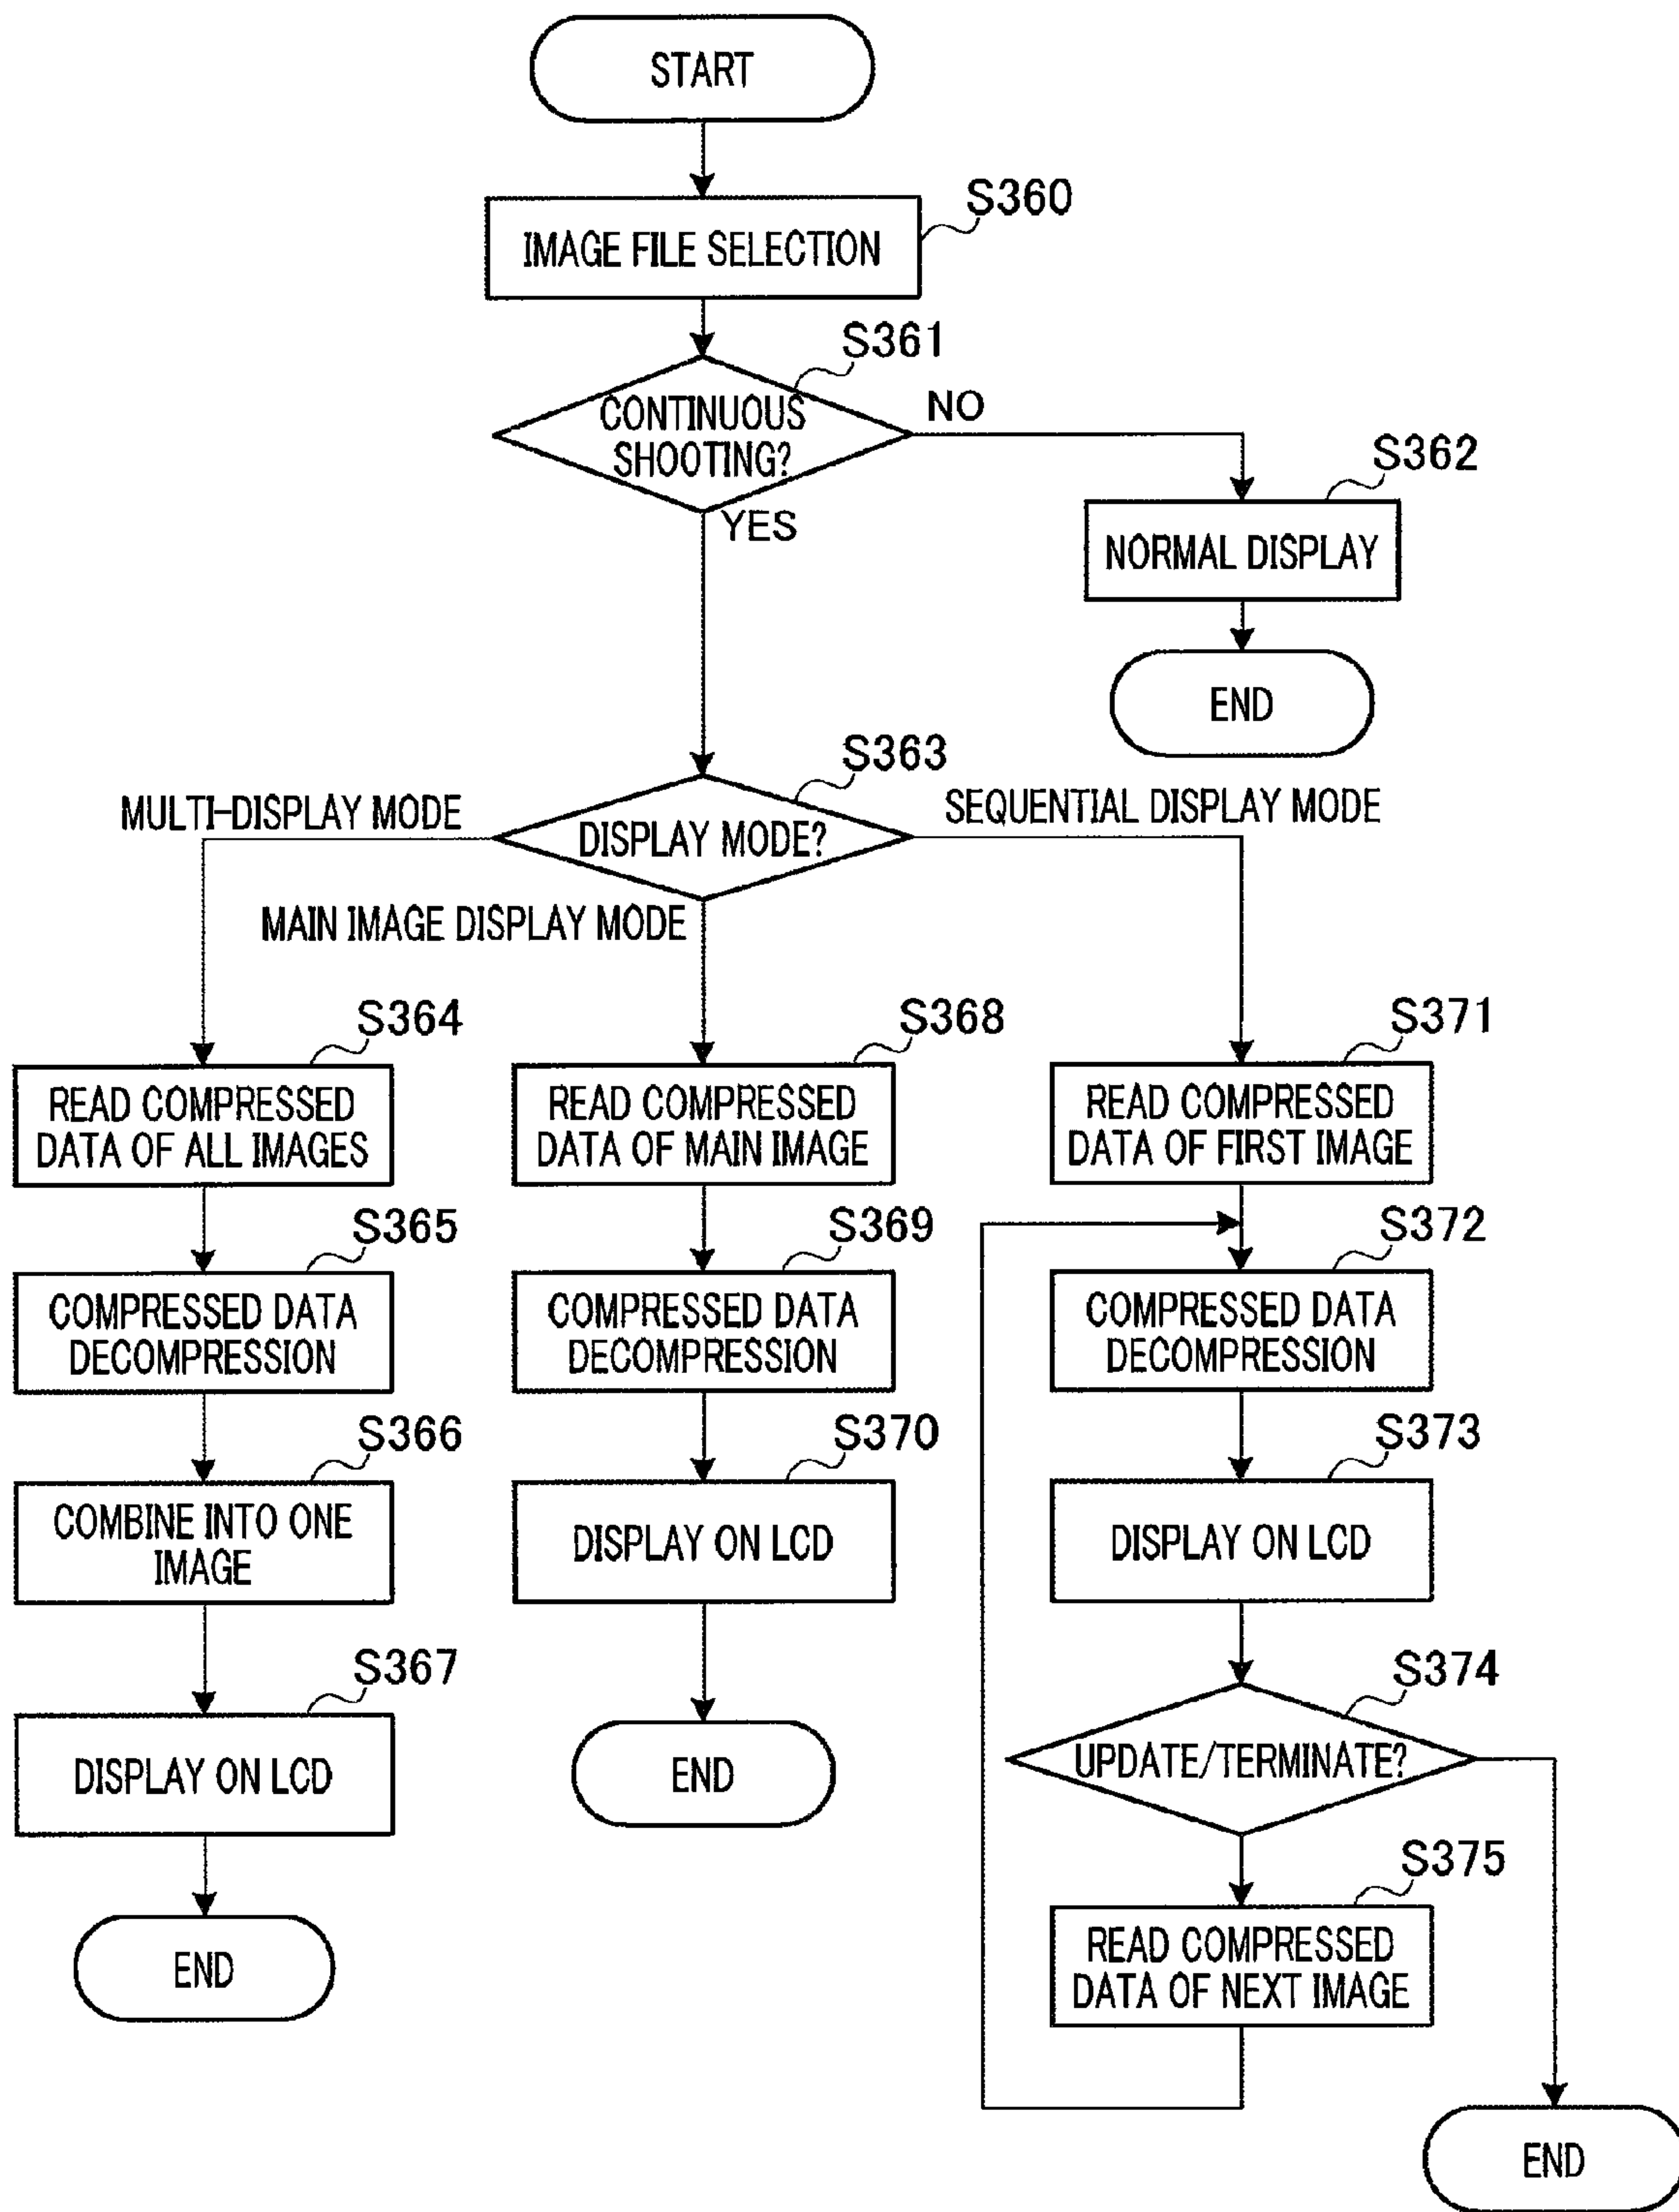 START
S360
IMAGE FILE SELECTION
S361
CONTINUOUS
SHOOTING?
NO
YES
S362
NORMAL DISPLAY
END
S363
DISPLAY MODE?
MULTI-DISPLAY MODE
SEQUENTIAL DISPLAY MODE
MAIN IMAGE DISPLAY MODE
S364
READ COMPRESSED
DATA OF ALL IMAGES
S365
COMPRESSED DATA
DECOMPRESSION
S366
COMBINE INTO ONE
IMAGE
S367
DISPLAY ON LCD
END
S368
READ COMPRESSED
DATA OF MAIN IMAGE
S369
COMPRESSED DATA
DECOMPRESSION
S370
DISPLAY ON LCD
END
S371
READ COMPRESSED
DATA OF FIRST IMAGE
S372
COMPRESSED DATA
DECOMPRESSION
S373
DISPLAY ON LCD
S374
UPDATE/TERMINATE?
S375
READ COMPRESSED
DATA OF NEXT IMAGE
END